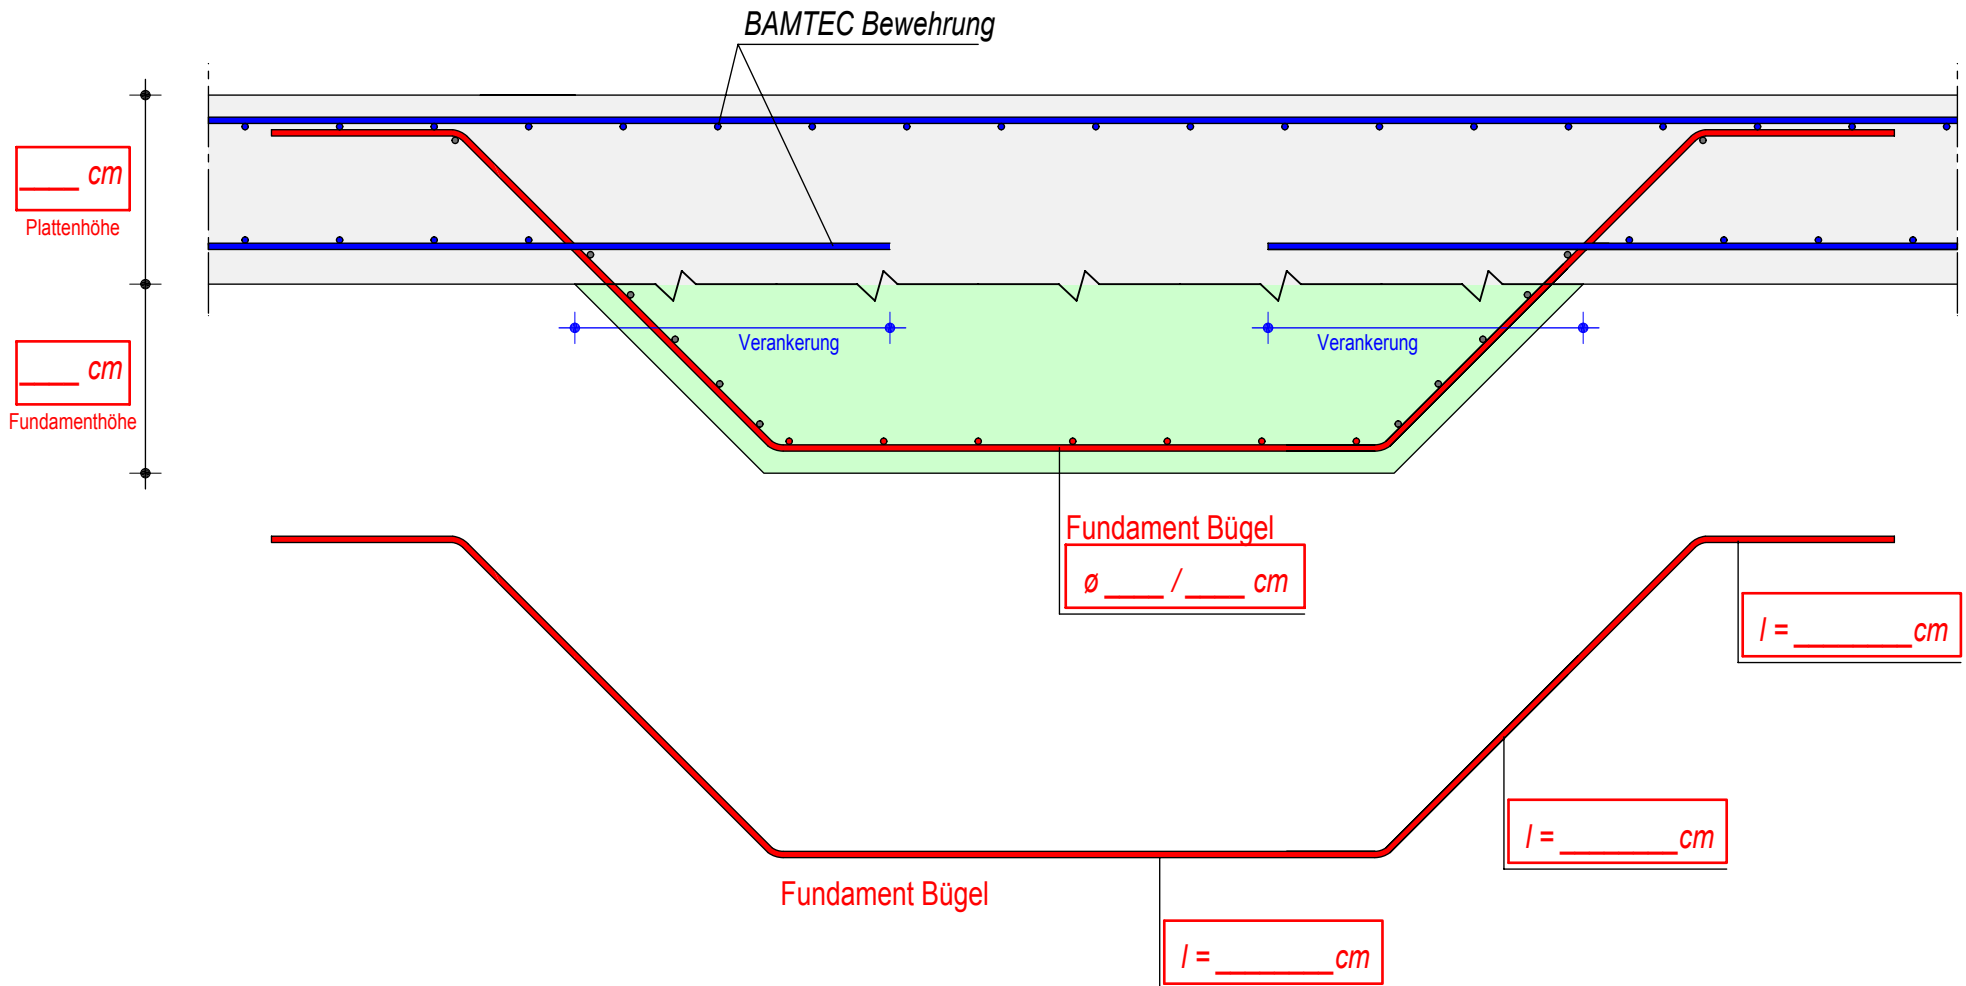 BAMTEC Bewehrung
____ cm
Plattenhöhe
Verankerung
Verankerung
____ cm
Fundamenthöhe
Fundament Bügel
ø ____ / ____ cm
l = ________ cm
l = ________ cm
Fundament Bügel
l = ________ cm